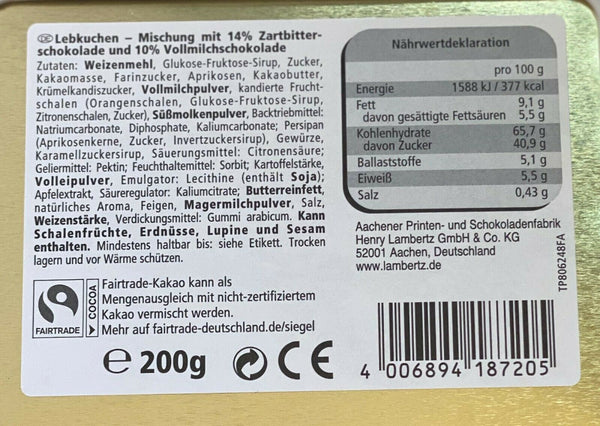 DE Lebkuchen – Mischung mit 14% Zartbitter-
schokolade und 10% Vollmilchschokolade
Zutaten: Weizenmehl, Glukose-Fruktose-Sirup, Zucker,
Kakaomasse, Farinzucker, Aprikosen, Kakaobutter,
Krümelkandiszucker, Vollmilchpulver, kandierte Frucht-
schalen (Orangenschalen, Glukose-Fruktose-Sirup,
Zitronenschalen, Zucker), Süßmolkenpulver, Backtriebmittel:
Natriumcarbonate, Diphosphate, Kaliumcarbonate; Persipan
(Aprikosenkerne, Zucker, Invertzuckersirup), Gewürze,
Karamellzuckersirup, Säuerungsmittel: Citronensäure;
Geliermittel: Pektin; Feuchthaltemittel: Sorbit; Kartoffelstärke,
Volleipulver, Emulgator: Lecithine (enthält Soja);
Apfelextrakt, Säureregulator: Kaliumcitrate; Butterreinfett,
natürliches Aroma, Feigen, Magermilchpulver, Salz,
Weizenstärke, Verdickungsmittel: Gummi arabicum. Kann
Schalenfrüchte, Erdnüsse, Lupine und Sesam
enthalten. Mindestens haltbar bis: siehe Etikett. Trocken
lagern und vor Wärme schützen.
Nährwertdeklaration
pro 100 g
Energie 1588 kJ / 377 kcal
Fett 9,1 g
davon gesättigte Fettsäuren 5,5 g
Kohlenhydrate 65,7 g
davon Zucker 40,9 g
Ballaststoffe 5,1 g
Eiweiß 5,5 g
Salz 0,43 g
Aachener Printen- und Schokoladenfabrik
Henry Lambertz GmbH & Co. KG
52001 Aachen, Deutschland
www.lambertz.de
TP806248FA
FAIRTRADE
COCOA
Fairtrade-Kakao kann als
Mengenausgleich mit nicht-zertifiziertem
Kakao vermischt werden.
Mehr auf fairtrade-deutschland.de/siegel
e 200g CE
4 006894 187205